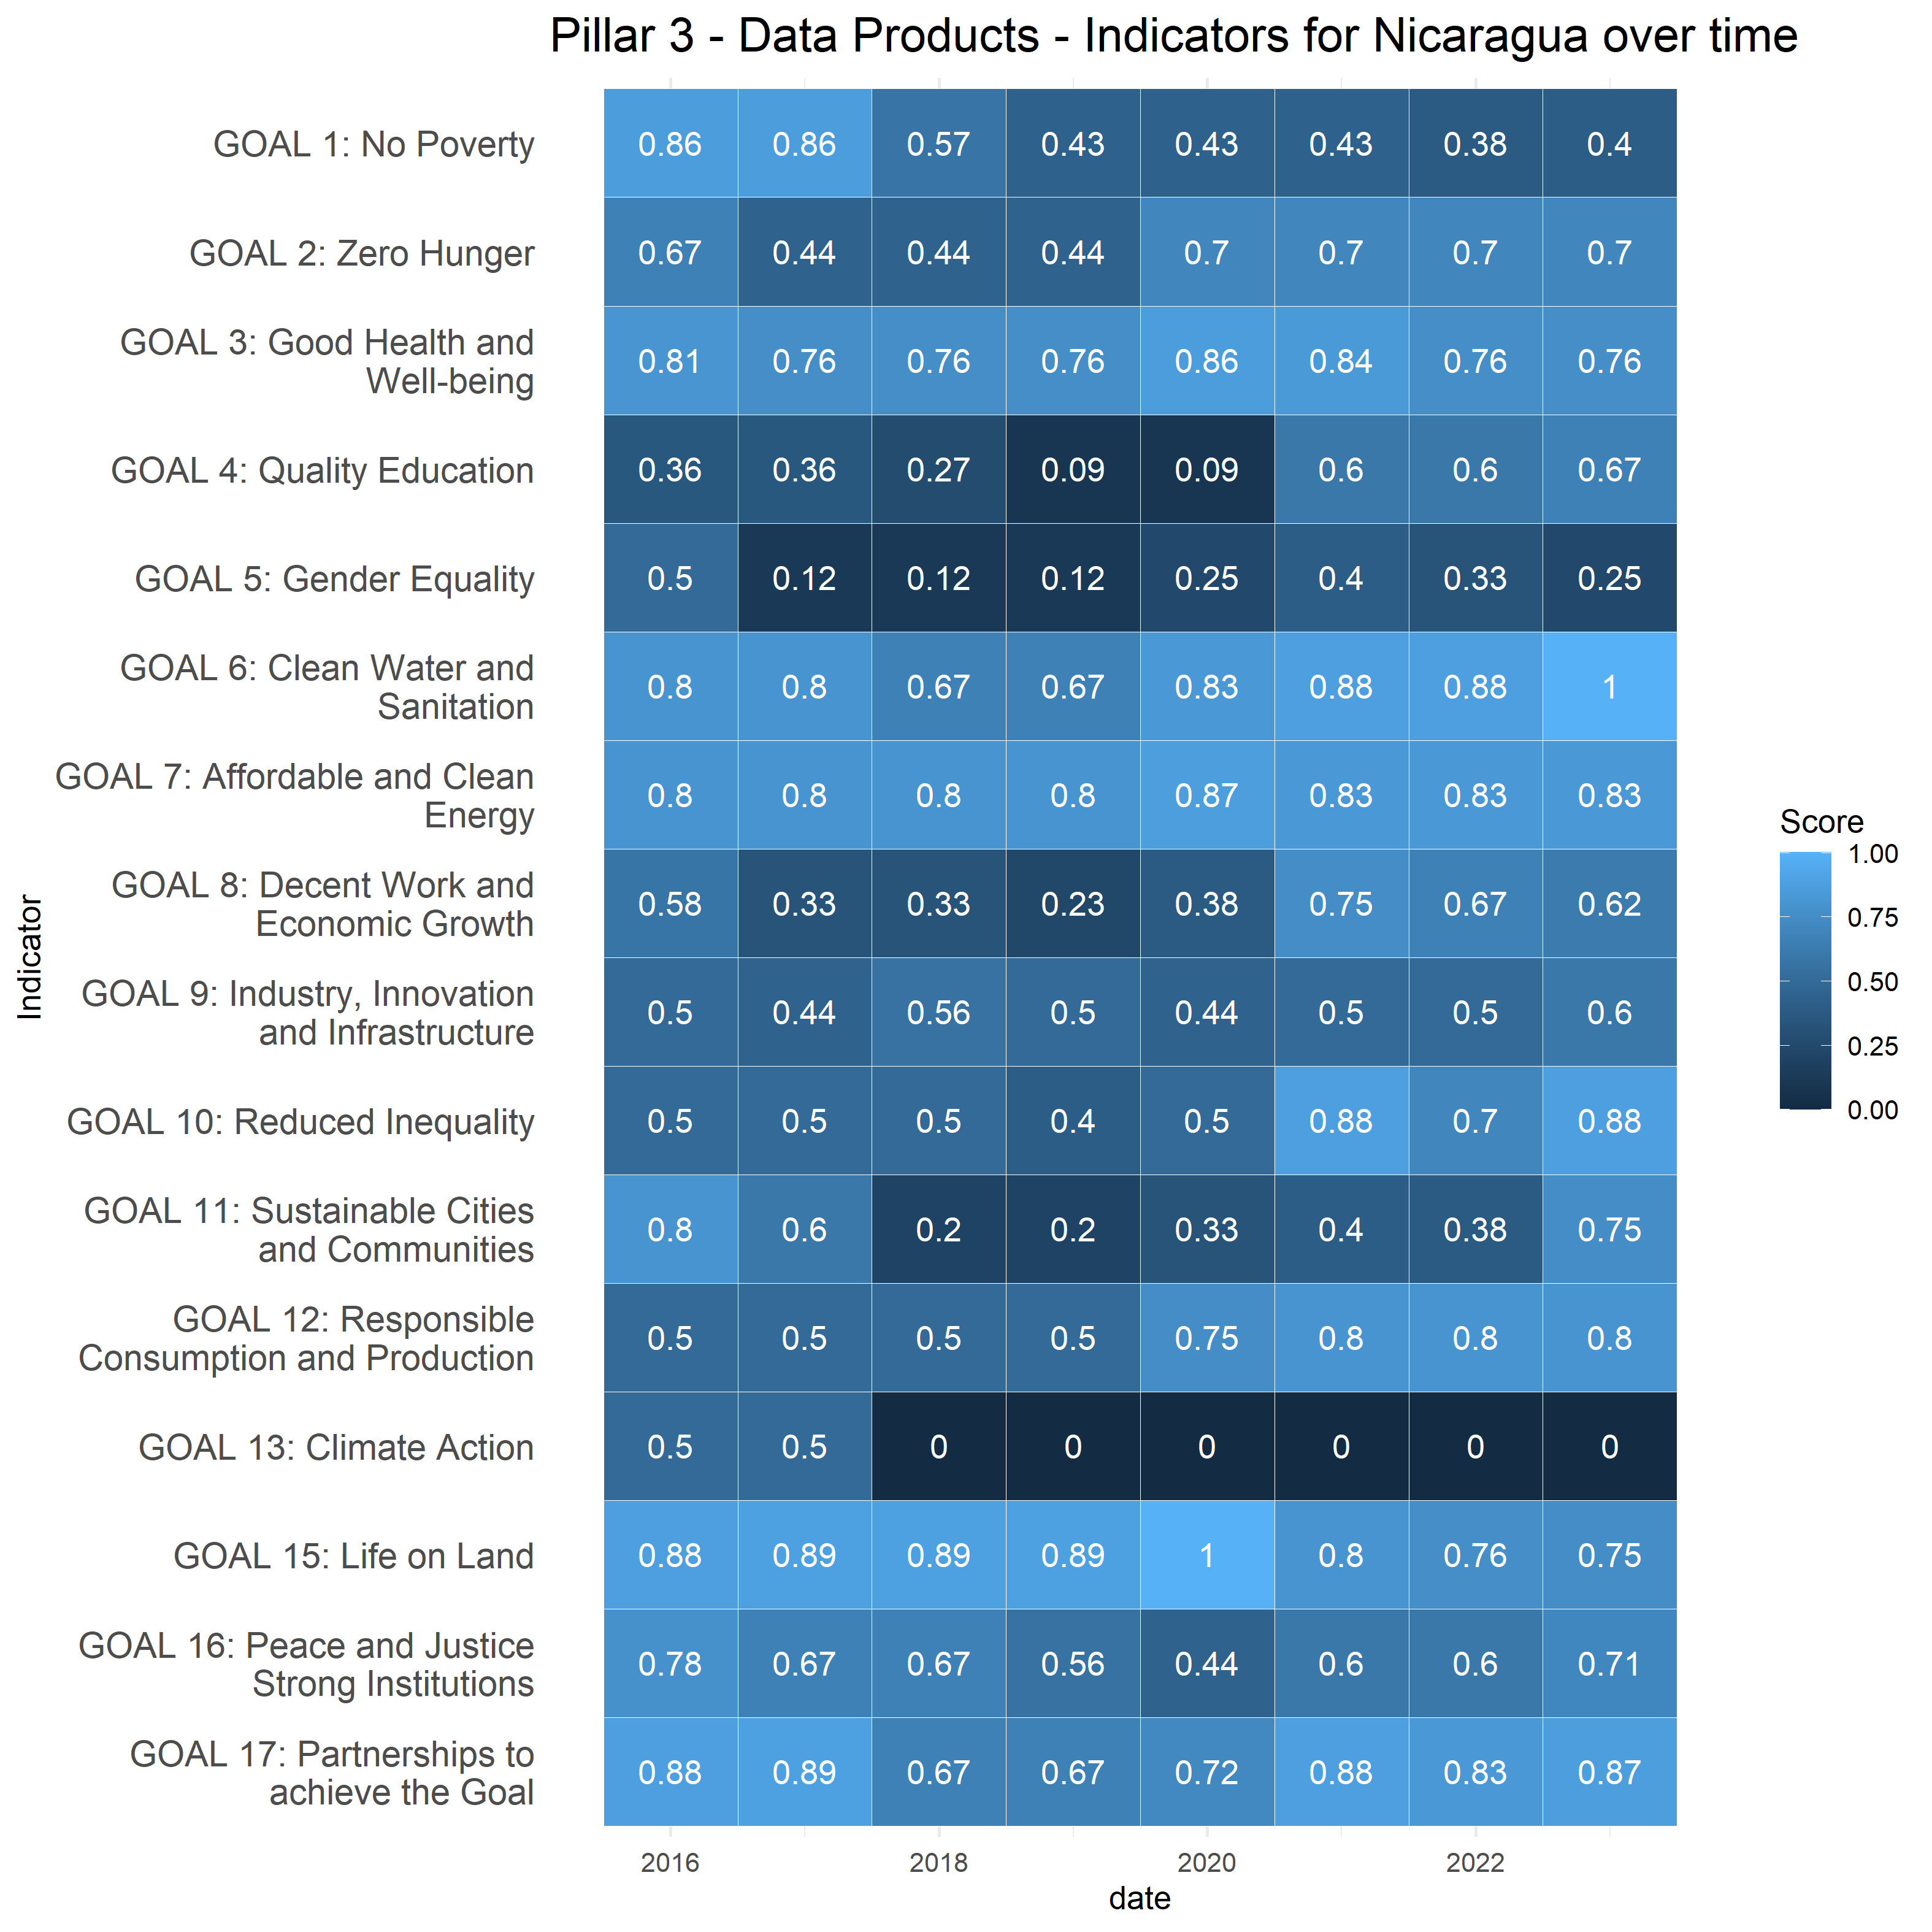 Pillar 3 - Data Products - Indicators for Nicaragua over time
GOAL 1: No Poverty 0.86 0.86 0.57 0.43 0.43 0.43 0.38 0.4
GOAL 2: Zero Hunger 0.67 0.44 0.44 0.44 0.7 0.7 0.7 0.7
GOAL 3: Good Health and
Well-being
0.81 0.76 0.76 0.76 0.86 0.84 0.76 0.76
GOAL 4: Quality Education 0.36 0.36 0.27 0.09 0.09 0.6 0.6 0.67
GOAL 5: Gender Equality 0.5 0.12 0.12 0.12 0.25 0.4 0.33 0.25
GOAL 6: Clean Water and
Sanitation
0.8 0.8 0.67 0.67 0.83 0.88 0.88 1
GOAL 7: Affordable and Clean
Energy
0.8 0.8 0.8 0.8 0.87 0.83 0.83 0.83
GOAL 8: Decent Work and
Economic Growth
0.58 0.33 0.33 0.23 0.38 0.75 0.67 0.62
GOAL 9: Industry, Innovation
and Infrastructure
0.5 0.44 0.56 0.5 0.44 0.5 0.5 0.6
GOAL 10: Reduced Inequality 0.5 0.5 0.5 0.4 0.5 0.88 0.7 0.88
GOAL 11: Sustainable Cities
and Communities
0.8 0.6 0.2 0.2 0.33 0.4 0.38 0.75
GOAL 12: Responsible
Consumption and Production
0.5 0.5 0.5 0.5 0.75 0.8 0.8 0.8
GOAL 13: Climate Action 0.5 0.5 0 0 0 0 0 0
GOAL 15: Life on Land 0.88 0.89 0.89 0.89 1 0.8 0.76 0.75
GOAL 16: Peace and Justice
Strong Institutions
0.78 0.67 0.67 0.56 0.44 0.6 0.6 0.71
GOAL 17: Partnerships to
achieve the Goal
0.88 0.89 0.67 0.67 0.72 0.88 0.83 0.87
2016 2018 2020 2022
date
Indicator
Score
1.00
0.75
0.50
0.25
0.00